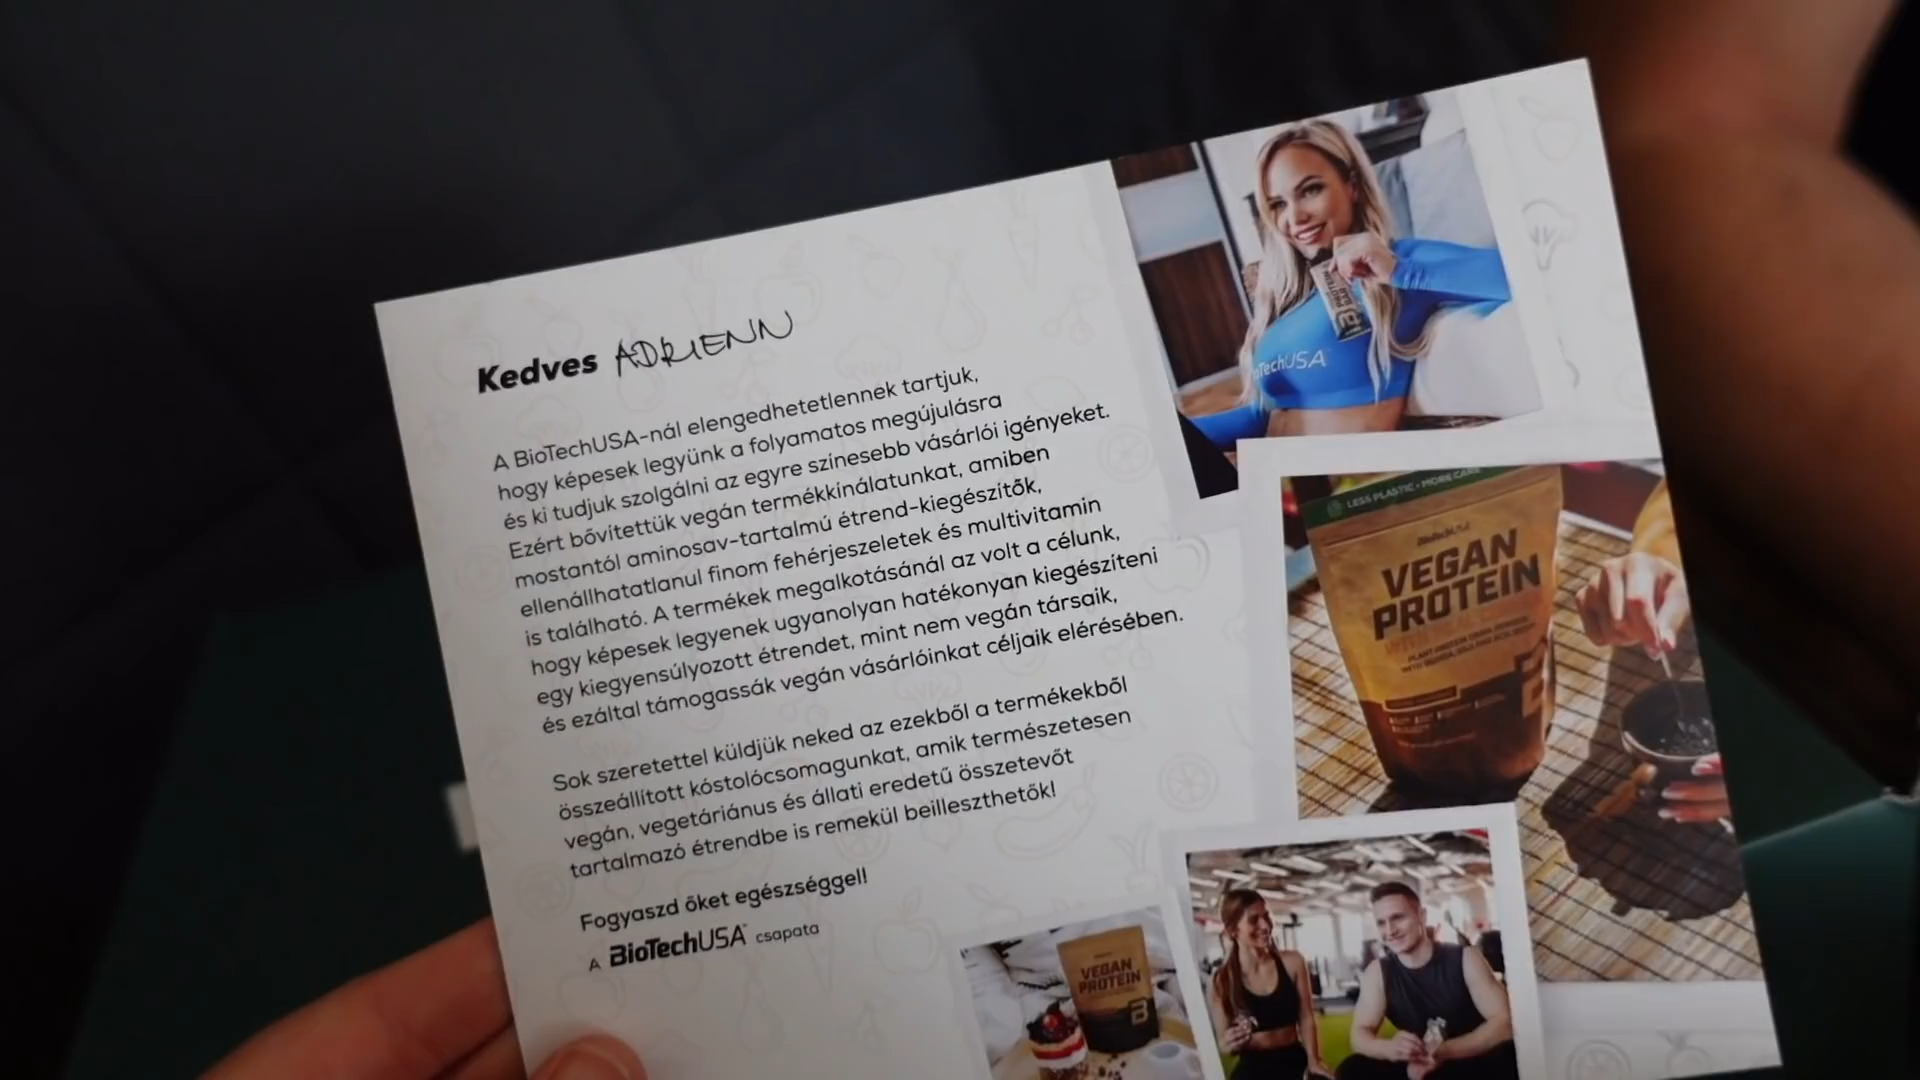 Kedves ADRIENN
A BioTechUSA-nál elengedhetetlennek tartjuk,
hogy képesek legyünk a folyamatos megújulásra
és ki tudjuk szolgálni az egyre színesebb vásárlói igényeket.
Ezért bővítettük vegán termékkínálatunkat, amiben
mostantól aminosav-tartalmú étrend-kiegészítők,
ellenállhatatlanul finom fehérjeszeletek és multivitamin
is található. A termékek megalkotásánál az volt a célunk,
hogy képesek legyenek ugyanolyan hatékonyan kiegészíteni
egy kiegyensúlyozott étrendet, mint nem vegán társaik,
és ezáltal támogassák vegán vásárlóinkat céljaik elérésében.
Sok szeretettel küldjük neked az ezekből a termékekből
összeállított kóstolócsomagunkat, amik természetesen
vegán, vegetáriánus és állati eredetű összetevőt
tartalmazó étrendbe is remekül beilleszthetők!
Fogyaszd őket egészséggel!
A BioTechUSA csapata
TechUSA
PROTEIN
LESS PLASTIC • MORE CARE
BioTechUSA
VEGAN
PROTEIN
VEGAN
PROTEIN
B